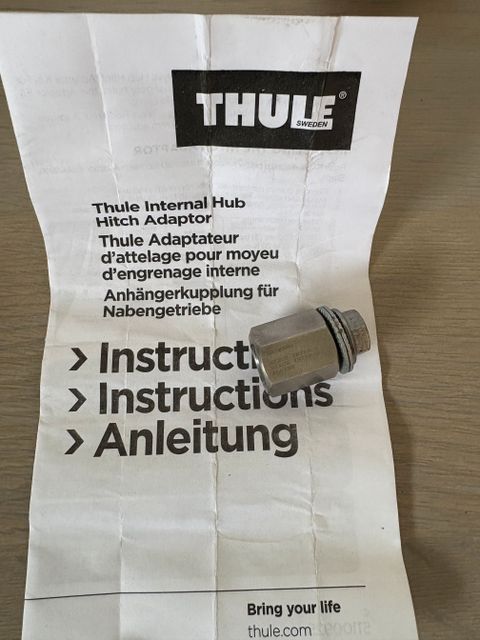 THULE®
SWEDEN
Thule Internal Hub
Hitch Adaptor
Thule Adaptateur
d'attelage pour moyeu
d'engrenage interne
Anhängerkupplung für
Nabengetriebe
> Instructi
> Instructions
> Anleitung
Bring your life
thule.com